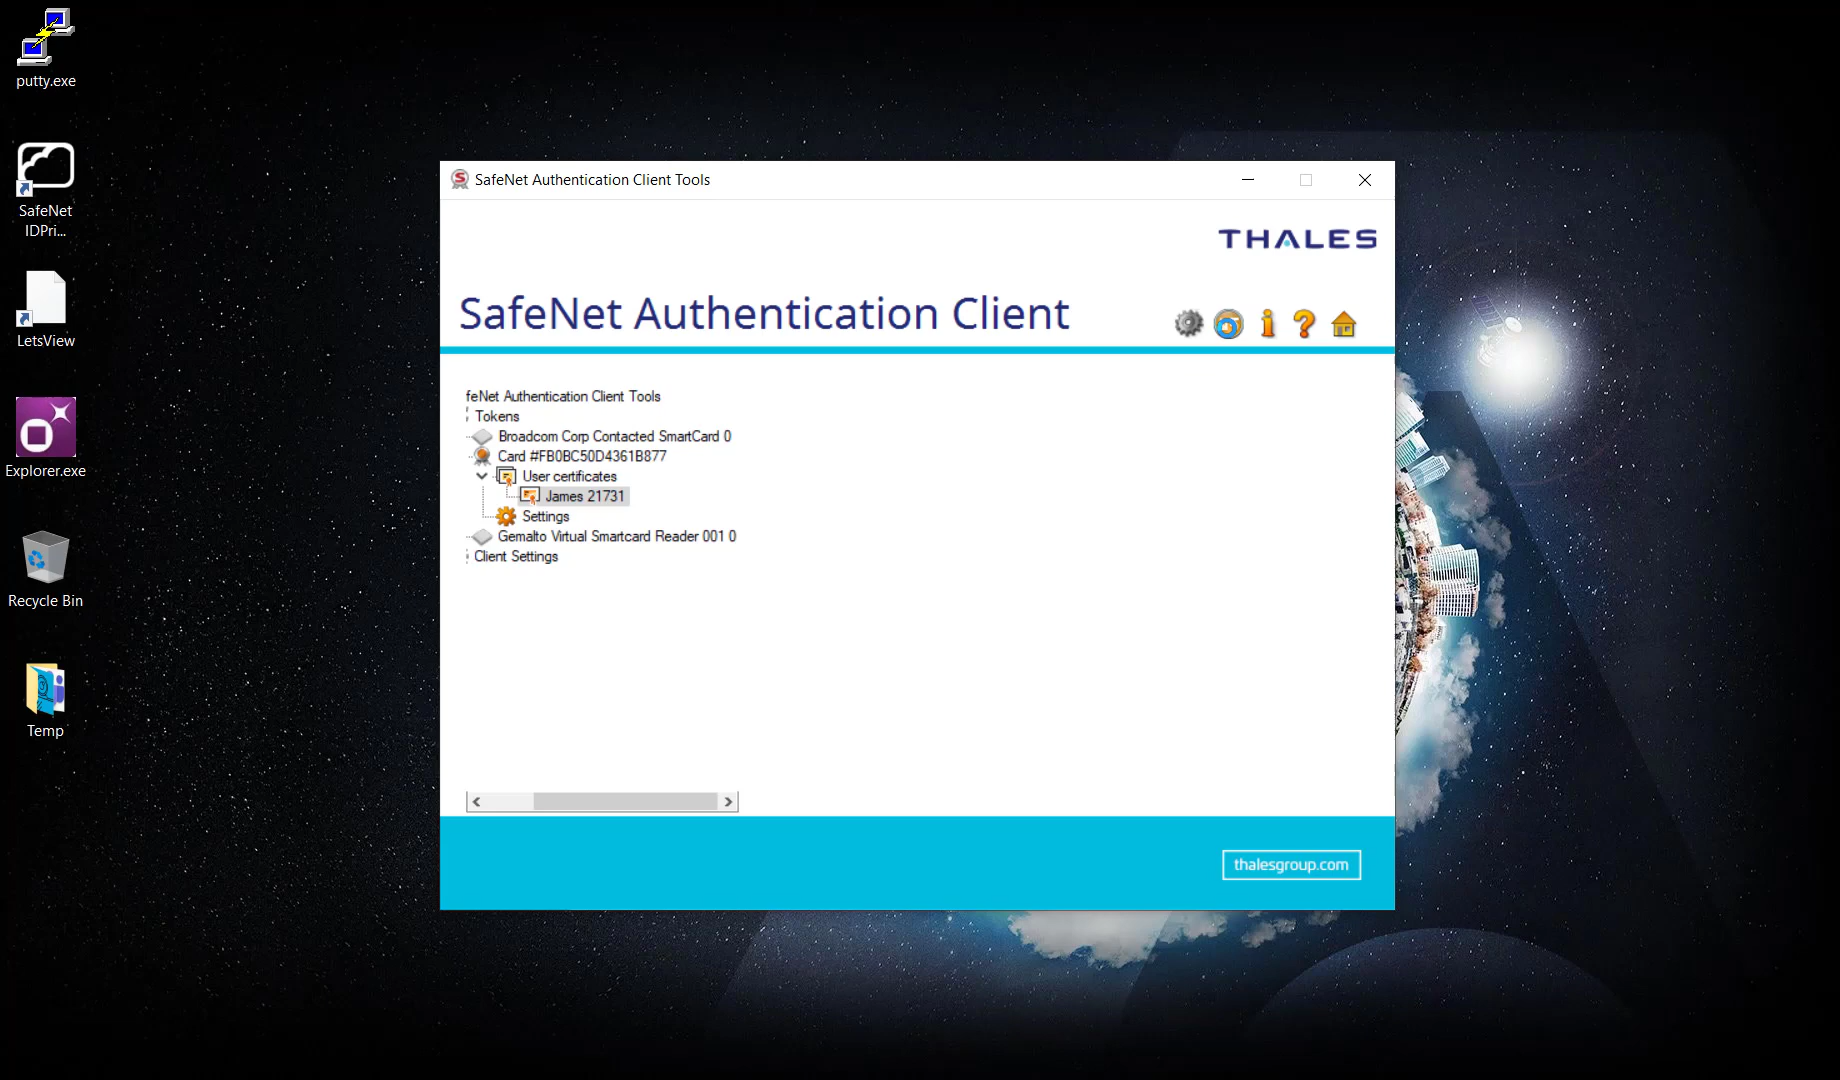 putty.exe
SafeNet
IDPri...
LetsView
Explorer.exe
Recycle Bin
Temp
SafeNet Authentication Client Tools
THALES
SafeNet Authentication Client
feNet Authentication Client Tools
Tokens
Broadcom Corp Contacted SmartCard 0
Card #FB0BC50D4361B877
User certificates
James 21731
Settings
Gemalto Virtual Smartcard Reader 001 0
Client Settings
thalesgroup.com